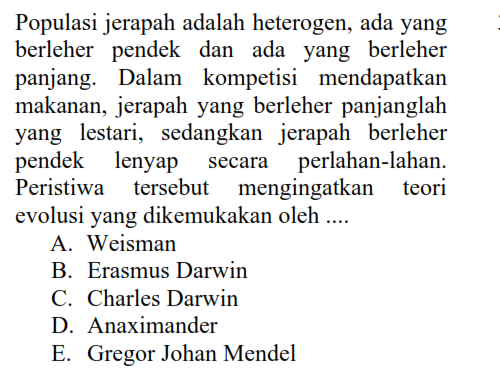 Populasi jerapah adalah heterogen, ada yang
berleher pendek dan ada yang berleher
panjang. Dalam kompetisi mendapatkan
makanan, jerapah yang berleher panjanglah
yang lestari, sedangkan jerapah berleher
pendek lenyap secara perlahan-lahan.
Peristiwa tersebut mengingatkan teori
evolusi yang dikemukakan oleh ....
A. Weisman
B. Erasmus Darwin
C. Charles Darwin
D. Anaximander
E. Gregor Johan Mendel